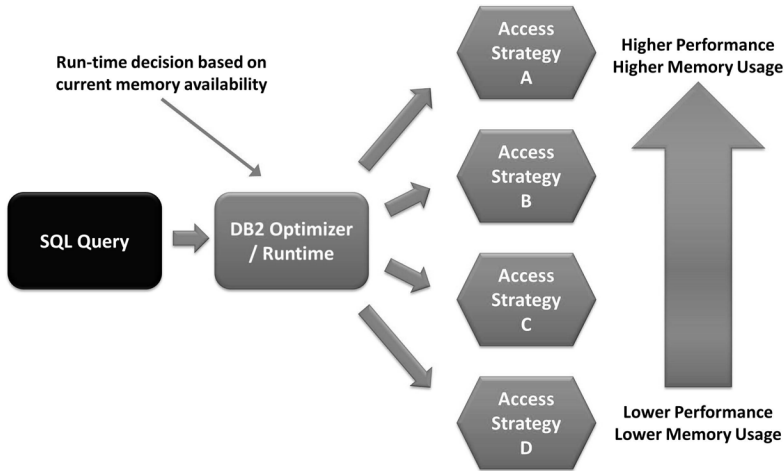 Run-time decision based on
current memory availability
SQL Query
DB2 Optimizer
/ Runtime
Access
Strategy
A
Access
Strategy
B
Access
Strategy
C
Access
Strategy
D
Higher Performance
Higher Memory Usage
Lower Performance
Lower Memory Usage